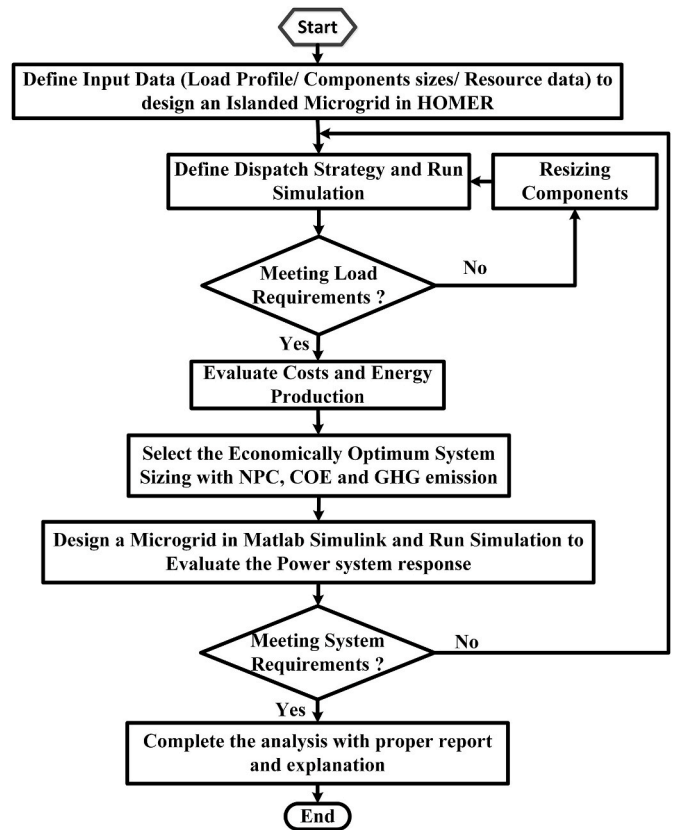 Start
Define Input Data (Load Profile/ Components sizes/ Resource data) to
design an Islanded Microgrid in HOMER
Define Dispatch Strategy and Run
Simulation
Resizing
Components
Meeting Load
Requirements ?
No
Yes
Evaluate Costs and Energy
Production
Select the Economically Optimum System
Sizing with NPC, COE and GHG emission
Design a Microgrid in Matlab Simulink and Run Simulation to
Evaluate the Power system response
Meeting System
Requirements ?
No
Yes
Complete the analysis with proper report
and explanation
End